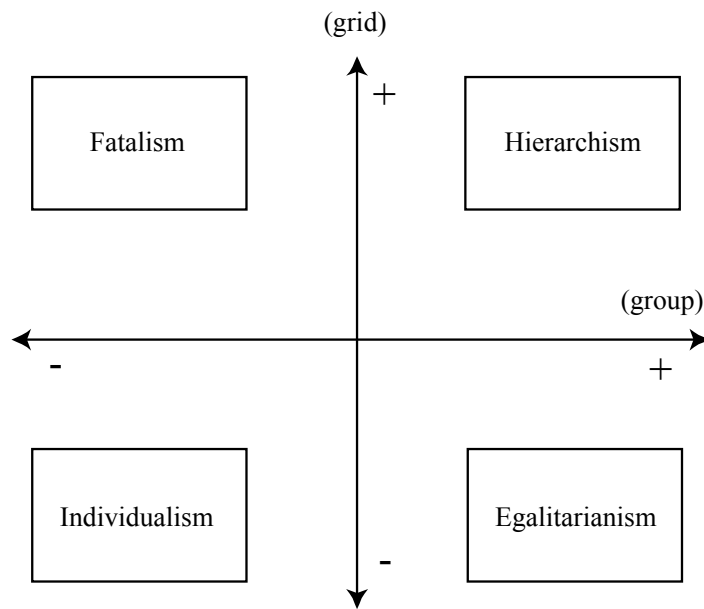 (grid)
+
Fatalism
Hierarchism
(group)
-
+
Individualism
Egalitarianism
-